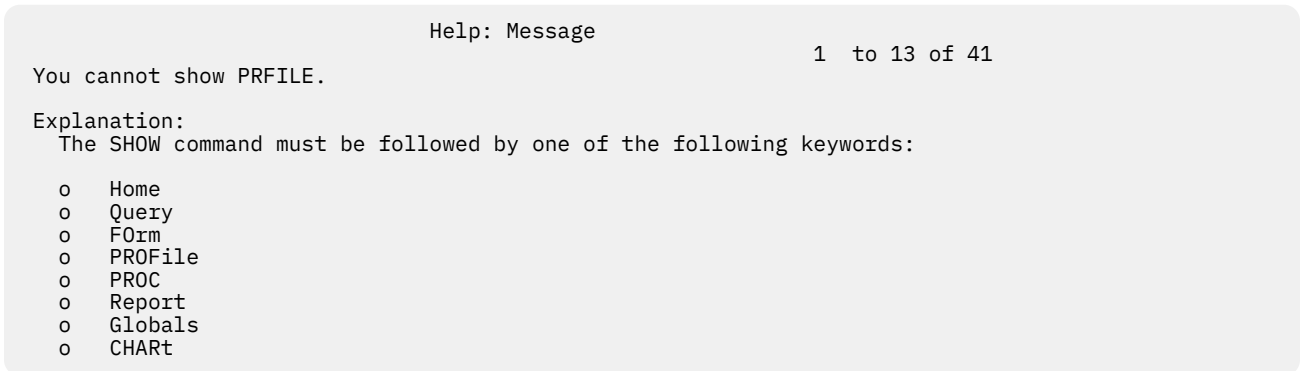 Help: Message
1  to 13 of 41
You cannot show PRFILE.
Explanation:
The SHOW command must be followed by one of the following keywords:
o   Home
o   Query
o   FOrm
o   PROFile
o   PROC
o   Report
o   Globals
o   CHARt